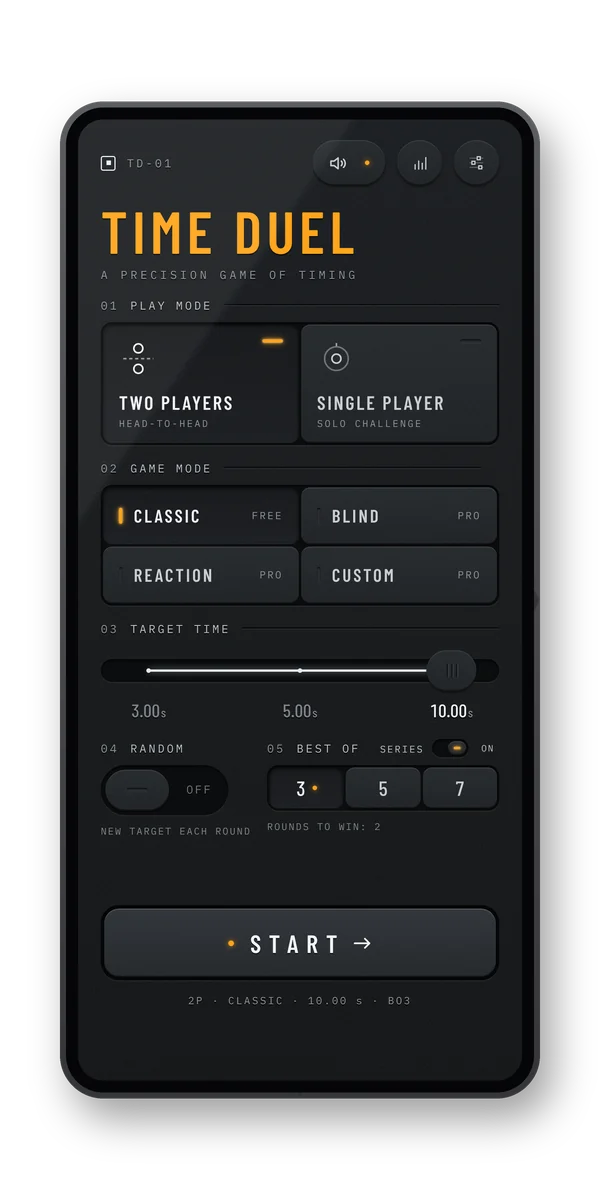 TD-01
TIME DUEL
A PRECISION GAME OF TIMING
01 PLAY MODE
TWO PLAYERS
HEAD-TO-HEAD
SINGLE PLAYER
SOLO CHALLENGE
02 GAME MODE
CLASSIC FREE
BLIND PRO
REACTION PRO
CUSTOM PRO
03 TARGET TIME
3.00s 5.00s 10.00s
04 RANDOM
OFF
NEW TARGET EACH ROUND
05 BEST OF SERIES ON
3 5 7
ROUNDS TO WIN: 2
START →
2P · CLASSIC · 10.00 s · BO3